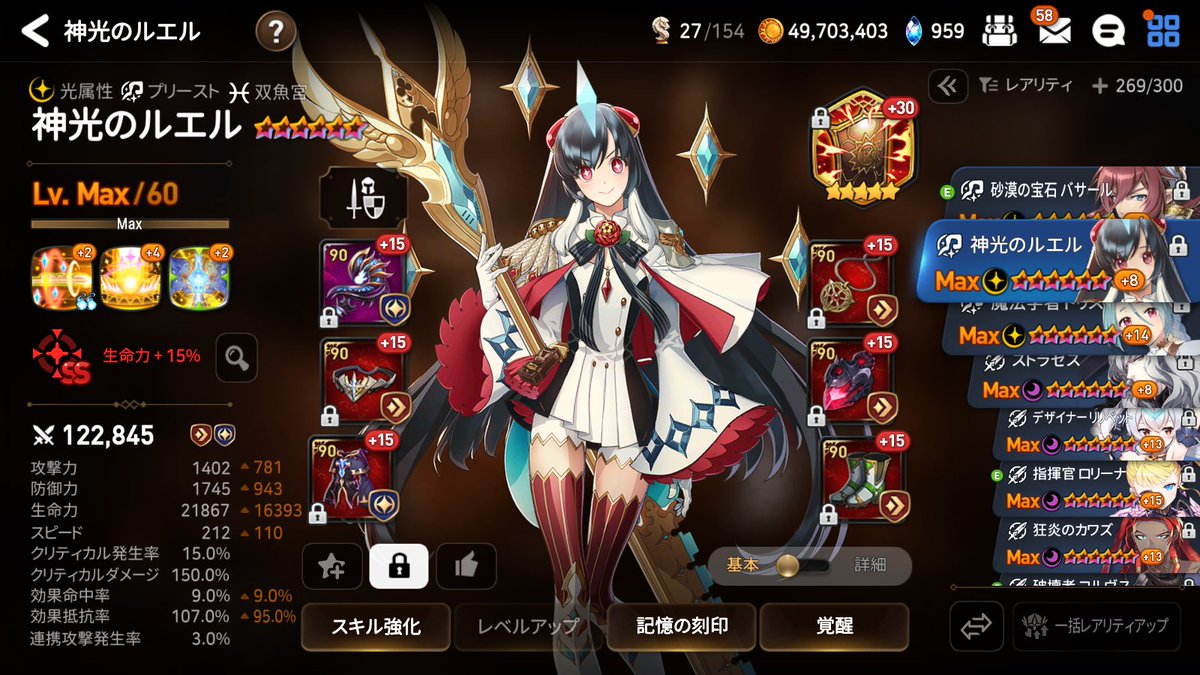 神光のルエル
?
27/154
49,703,403
959
58
光属性 プリースト 双魚宮
神光のルエル
Lv. Max/60
Max
+2
+4
+2
SS
生命力 + 15%
122,845
攻撃力 1402 781
防御力 1745 943
生命力 21867 16393
スピード 212 110
クリティカル発生率 15.0%
クリティカルダメージ 150.0%
効果命中率 9.0% 9.0%
効果抵抗率 107.0% 95.0%
連携攻撃発生率 3.0%
90 +15
90 +15
90 +15
+30
90 +15
90 +15
90 +15
基本 詳細
スキル強化
レベルアップ
記憶の刻印
覚醒
レアリティ + 269/300
E 砂漠の宝石 バサール
神光のルエル
Max +8
Max +14
ストラゼス
Max +8
デザイナーリリベット
Max +13
E 指揮官 ロリーナ
Max +15
狂炎のカワズ
Max +13
破壊者 コルヴス
一括レアリティアップ